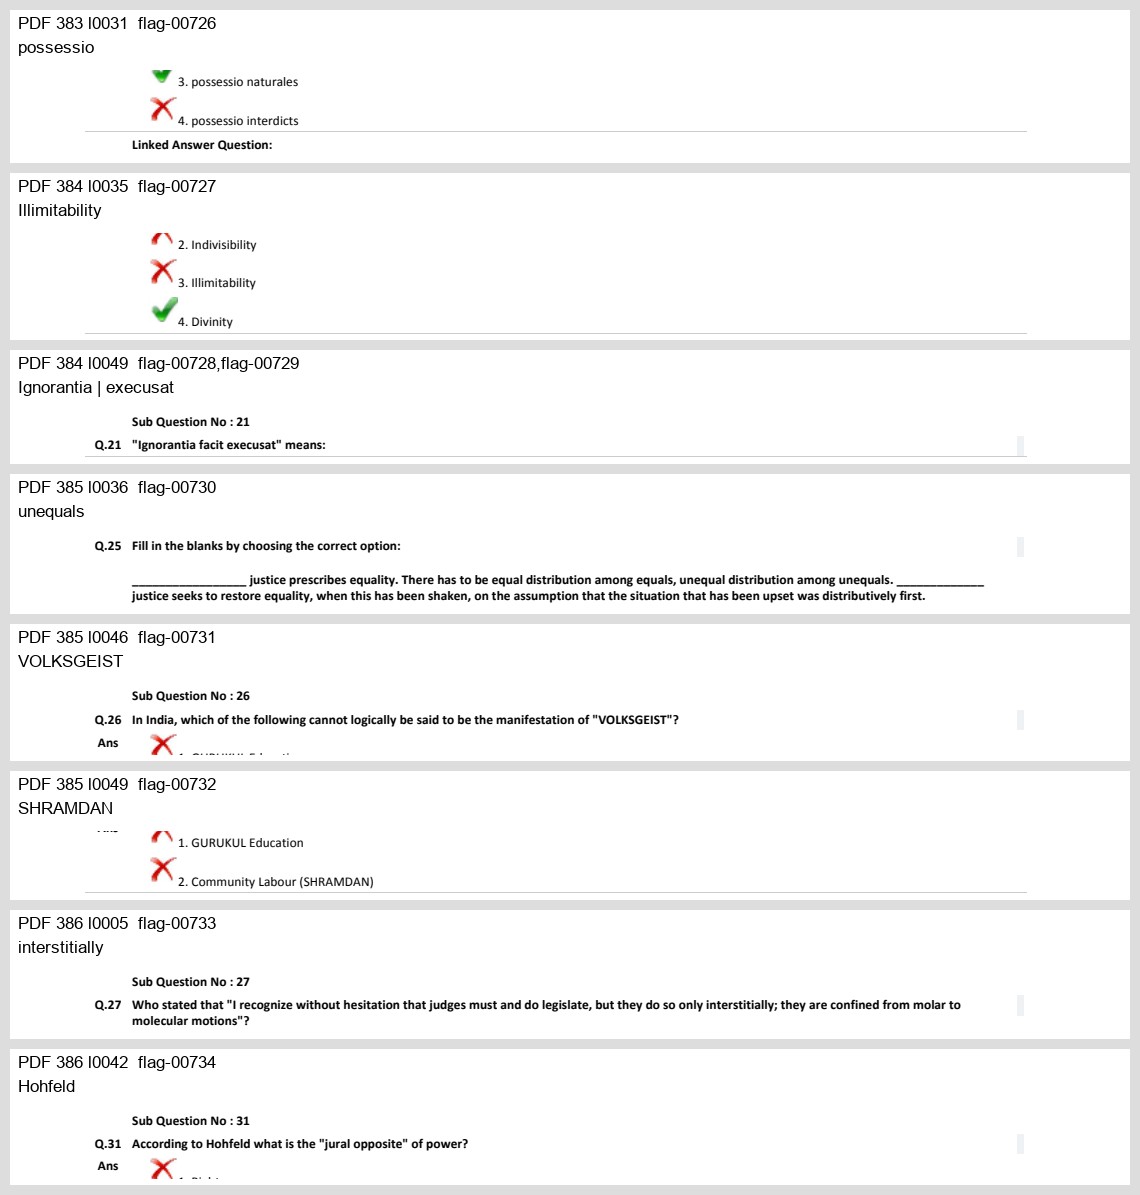 PDF 383 l0031 flag-00726
possessio
3. possessio naturales
4. possessio interdicts
Linked Answer Question:
PDF 384 l0035 flag-00727
Illimitability
2. Indivisibility
3. Illimitability
4. Divinity
PDF 384 l0049 flag-00728,flag-00729
Ignorantia | execusat
Sub Question No : 21
Q.21 "Ignorantia facit execusat" means:
PDF 385 l0036 flag-00730
unequals
Q.25 Fill in the blanks by choosing the correct option:
_________________ justice prescribes equality. There has to be equal distribution among equals, unequal distribution among unequals. _____________
justice seeks to restore equality, when this has been shaken, on the assumption that the situation that has been upset was distributively first.
PDF 385 l0046 flag-00731
VOLKSGEIST
Sub Question No : 26
Q.26 In India, which of the following cannot logically be said to be the manifestation of "VOLKSGEIST"?
Ans
PDF 385 l0049 flag-00732
SHRAMDAN
1. GURUKUL Education
2. Community Labour (SHRAMDAN)
PDF 386 l0005 flag-00733
interstitially
Sub Question No : 27
Q.27 Who stated that "I recognize without hesitation that judges must and do legislate, but they do so only interstitially; they are confined from molar to
molecular motions"?
PDF 386 l0042 flag-00734
Hohfeld
Sub Question No : 31
Q.31 According to Hohfeld what is the "jural opposite" of power?
Ans